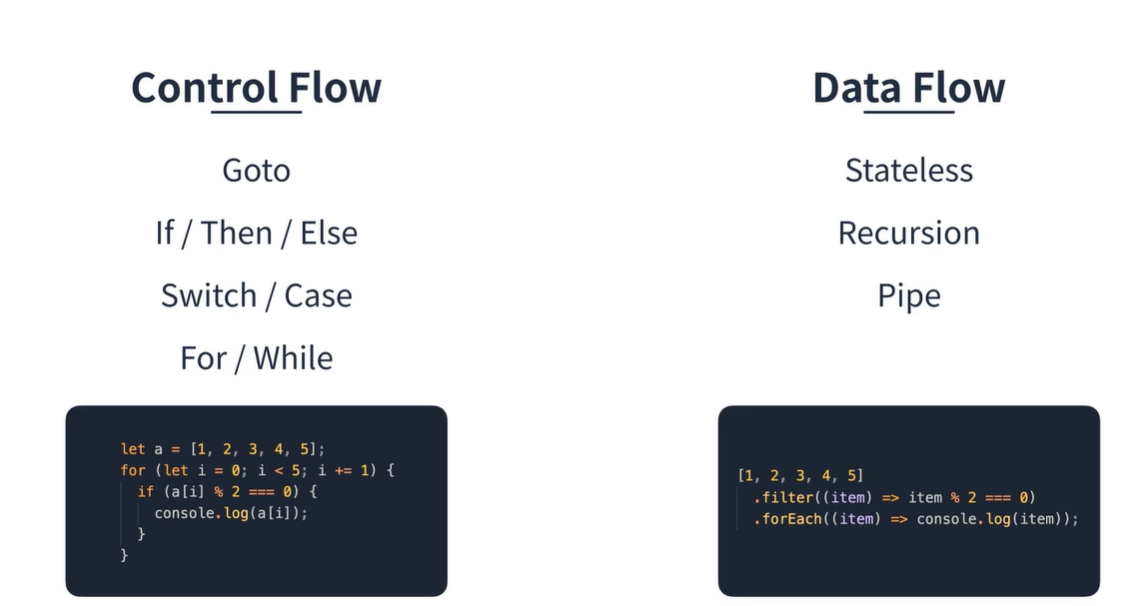 Control Flow
Goto
If / Then / Else
Switch / Case
For / While
let a = [1, 2, 3, 4, 5];
for (let i = 0; i < 5; i += 1) {
  if (a[i] % 2 === 0) {
    console.log(a[i]);
  }
}
Data Flow
Stateless
Recursion
Pipe
[1, 2, 3, 4, 5]
  .filter((item) => item % 2 === 0)
  .forEach((item) => console.log(item));